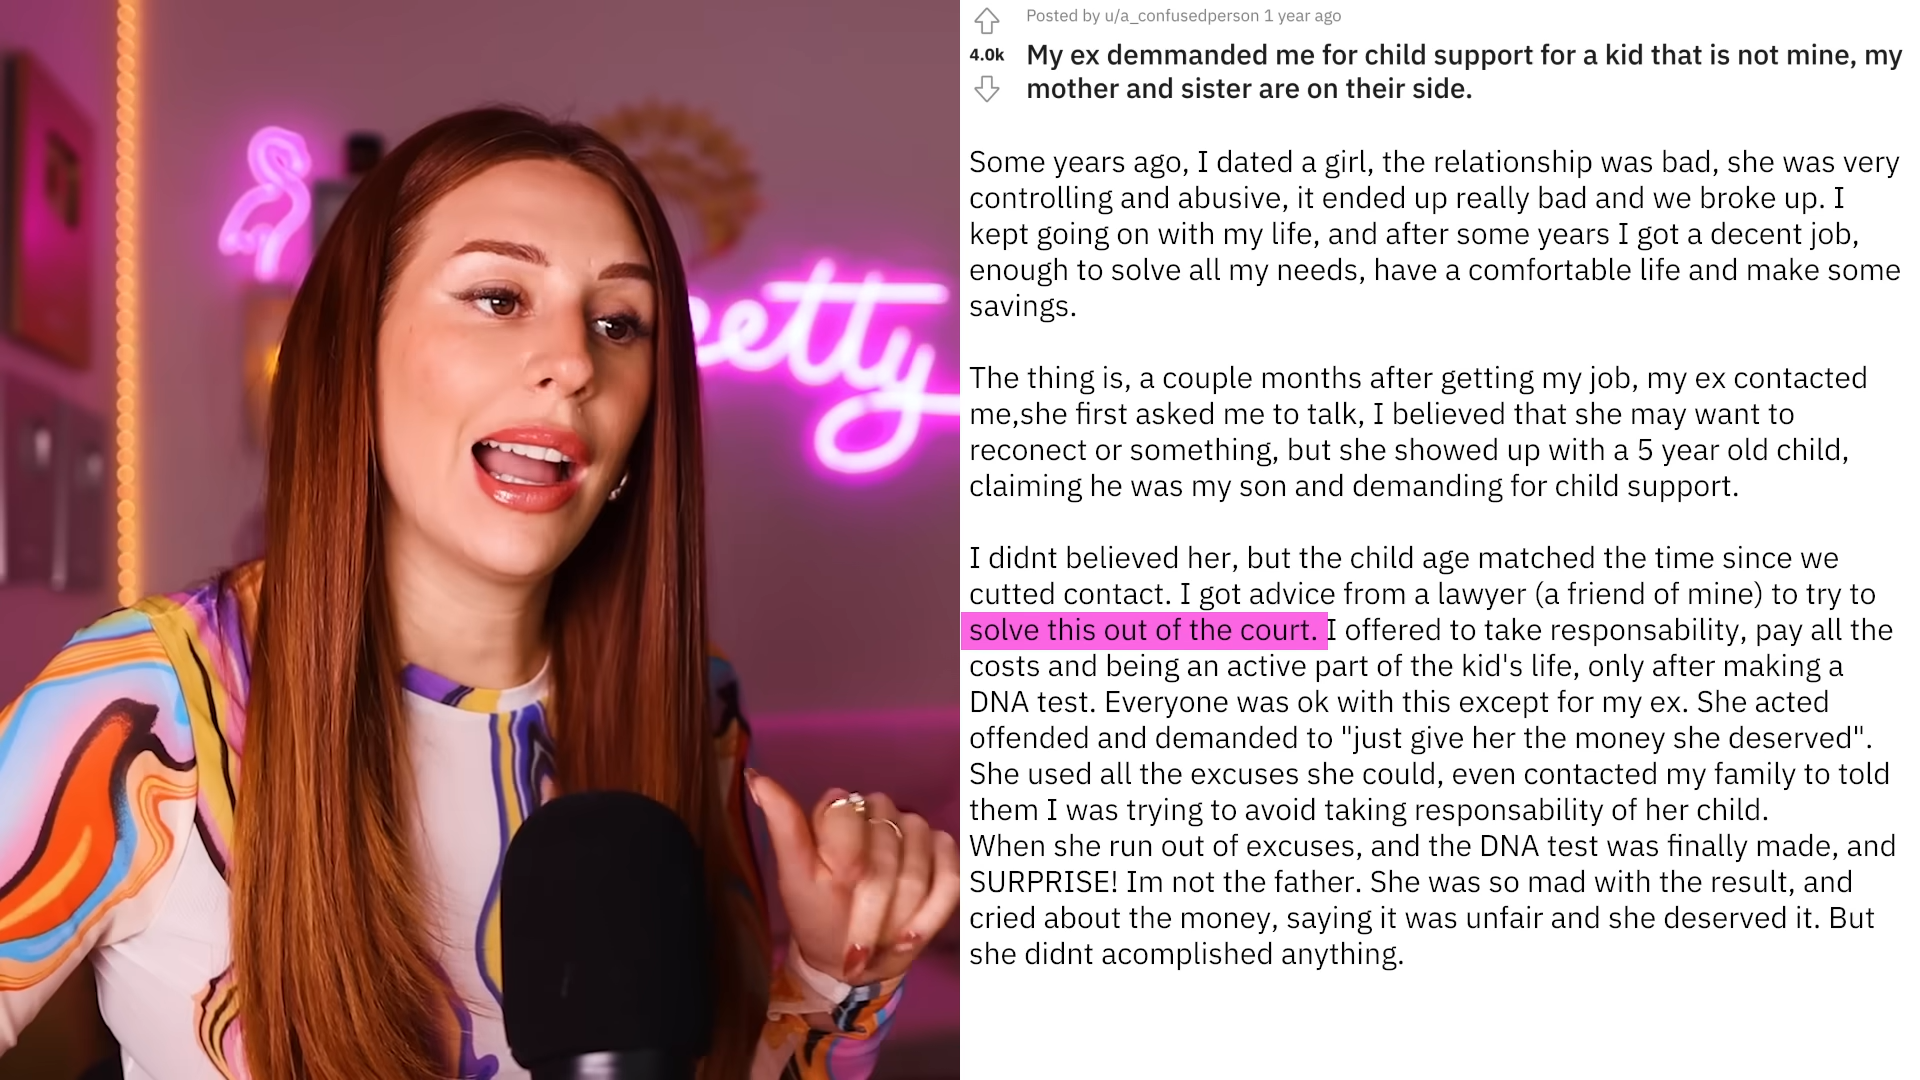 etty
Posted by u/a_confusedperson 1 year ago
4.0k
My ex demmanded me for child support for a kid that is not mine, my
mother and sister are on their side.
Some years ago, I dated a girl, the relationship was bad, she was very
controlling and abusive, it ended up really bad and we broke up. I
kept going on with my life, and after some years I got a decent job,
enough to solve all my needs, have a comfortable life and make some
savings.
The thing is, a couple months after getting my job, my ex contacted
me,she first asked me to talk, I believed that she may want to
reconect or something, but she showed up with a 5 year old child,
claiming he was my son and demanding for child support.
I didnt believed her, but the child age matched the time since we
cutted contact. I got advice from a lawyer (a friend of mine) to try to
solve this out of the court. I offered to take responsability, pay all the
costs and being an active part of the kid's life, only after making a
DNA test. Everyone was ok with this except for my ex. She acted
offended and demanded to "just give her the money she deserved".
She used all the excuses she could, even contacted my family to told
them I was trying to avoid taking responsability of her child.
When she run out of excuses, and the DNA test was finally made, and
SURPRISE! Im not the father. She was so mad with the result, and
cried about the money, saying it was unfair and she deserved it. But
she didnt acomplished anything.